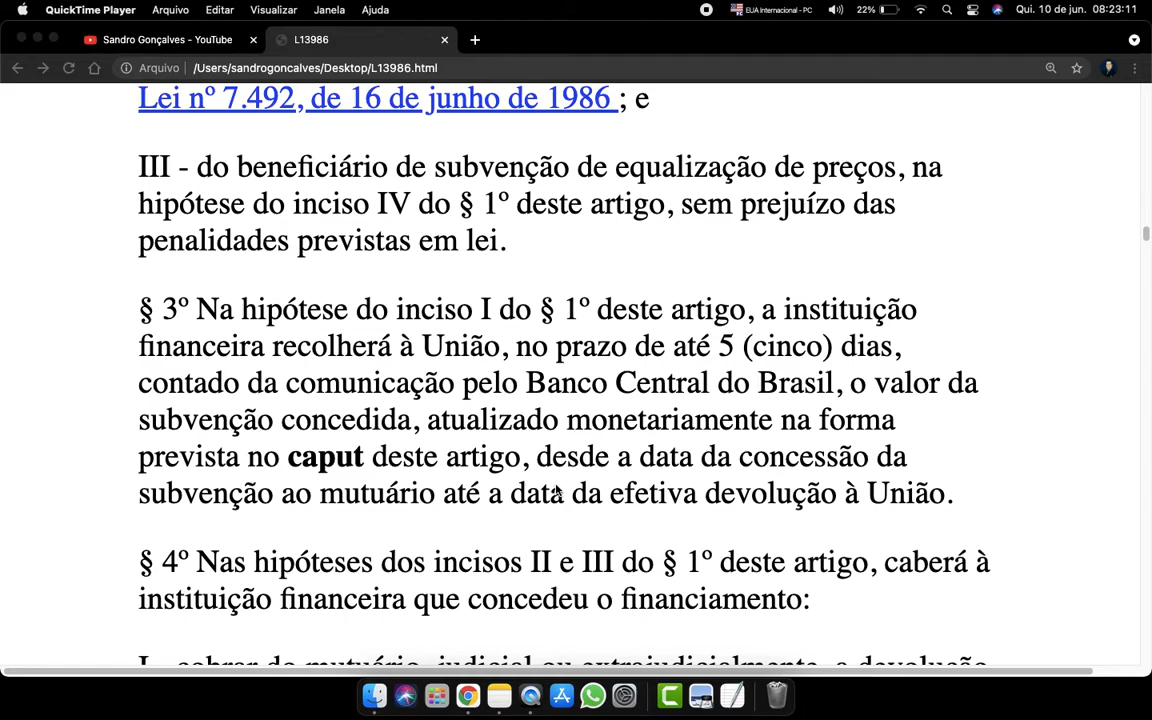 QuickTime Player Arquivo Editar Visualizar Janela Ajuda EUA Internacional - PC 22% Qui. 10 de jun. 08:23:11
Sandro Gonçalves - YouTube L13986
Arquivo /Users/sandrogoncalves/Desktop/L13986.html
Lei nº 7.492, de 16 de junho de 1986 ; e
III - do beneficiário de subvenção de equalização de preços, na
hipótese do inciso IV do § 1º deste artigo, sem prejuízo das
penalidades previstas em lei.
§ 3º Na hipótese do inciso I do § 1º deste artigo, a instituição
financeira recolherá à União, no prazo de até 5 (cinco) dias,
contado da comunicação pelo Banco Central do Brasil, o valor da
subvenção concedida, atualizado monetariamente na forma
prevista no caput deste artigo, desde a data da concessão da
subvenção ao mutuário até a data da efetiva devolução à União.
§ 4º Nas hipóteses dos incisos II e III do § 1º deste artigo, caberá à
instituição financeira que concedeu o financiamento:
I - cobrar do mutuário, judicial ou extrajudicialmente, a devolução